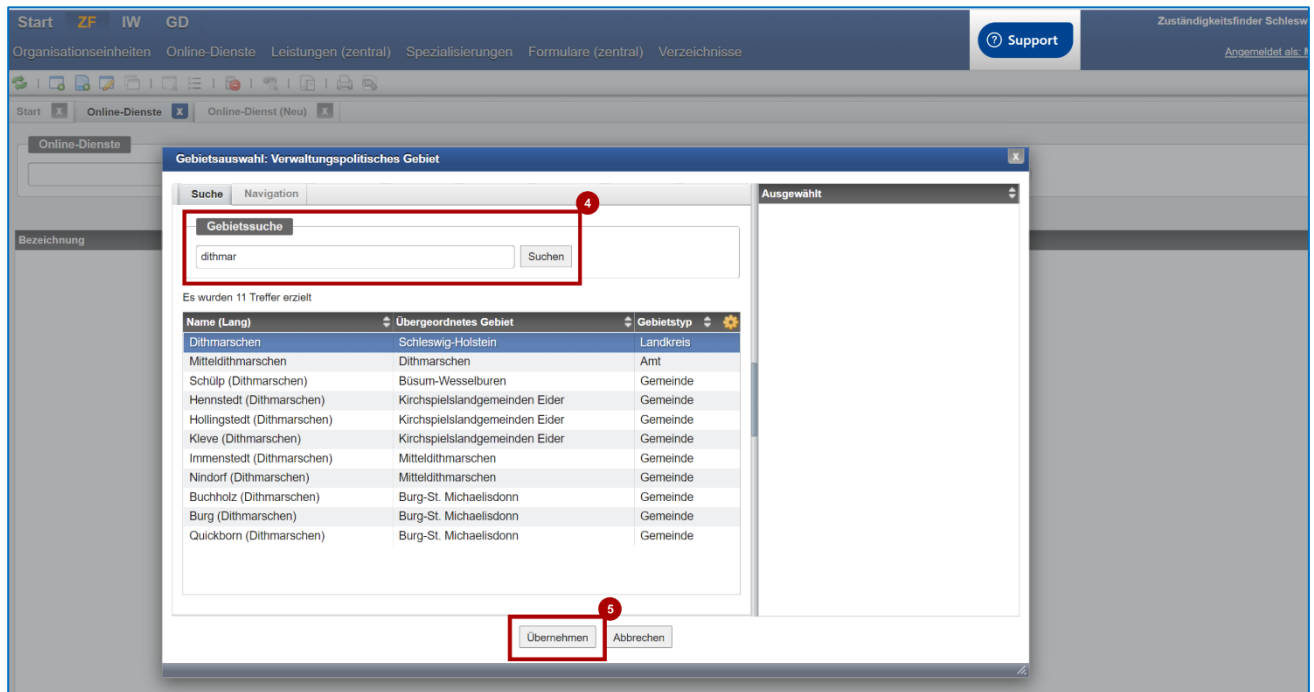 Start ZF IW GD
Zuständigkeitsfinder Schlesw
? Support
Organisationseinheiten Online-Dienste Leistungen (zentral) Spezialisierungen Formulare (zentral) Verzeichnisse
Angemeldet als: M
Start X Online-Dienste X Online-Dienst (Neu) X
Online-Dienste
Gebietsauswahl: Verwaltungspolitisches Gebiet x
Suche Navigation
Ausgewählt
4
Gebietssuche
dithmar Suchen
Bezeichnung
Es wurden 11 Treffer erzielt
Name (Lang) Übergeordnetes Gebiet Gebietstyp
Dithmarschen Schleswig-Holstein Landkreis
Mitteldithmarschen Dithmarschen Amt
Schülp (Dithmarschen) Büsum-Wesselburen Gemeinde
Hennstedt (Dithmarschen) Kirchspielslandgemeinden Eider Gemeinde
Hollingstedt (Dithmarschen) Kirchspielslandgemeinden Eider Gemeinde
Kleve (Dithmarschen) Kirchspielslandgemeinden Eider Gemeinde
Immenstedt (Dithmarschen) Mitteldithmarschen Gemeinde
Nindorf (Dithmarschen) Mitteldithmarschen Gemeinde
Buchholz (Dithmarschen) Burg-St. Michaelisdonn Gemeinde
Burg (Dithmarschen) Burg-St. Michaelisdonn Gemeinde
Quickborn (Dithmarschen) Burg-St. Michaelisdonn Gemeinde
5
Übernehmen Abbrechen